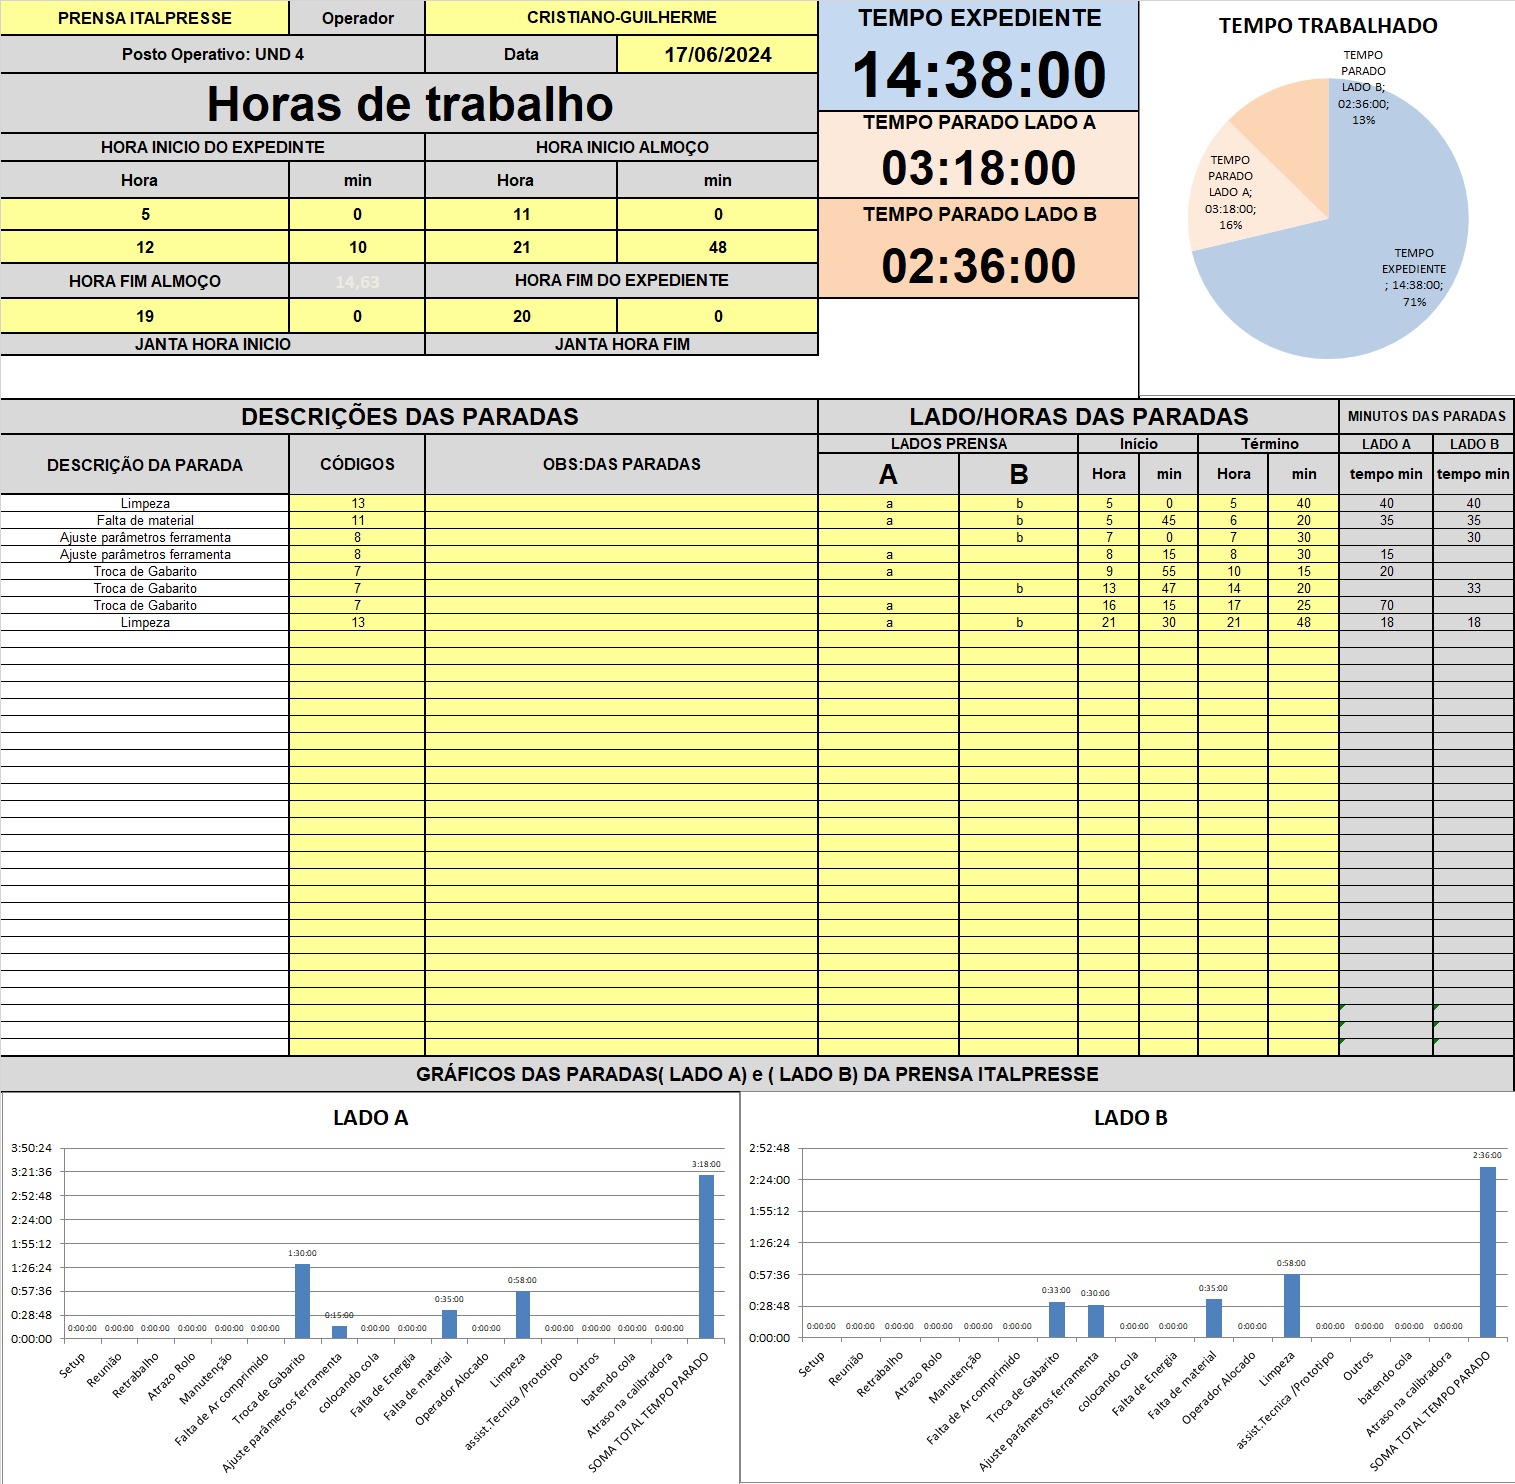 PRENSA ITALPRESSE Operador CRISTIANO-GUILHERME
Posto Operativo: UND 4 Data 17/06/2024
Horas de trabalho
HORA INICIO DO EXPEDINTE HORA INICIO ALMOÇO
Hora min Hora min
5 0 11 0
12 10 21 48
HORA FIM ALMOÇO 14,63 HORA FIM DO EXPEDIENTE
19 0 20 0
JANTA HORA INICIO JANTA HORA FIM
TEMPO EXPEDIENTE
14:38:00
TEMPO PARADO LADO A
03:18:00
TEMPO PARADO LADO B
02:36:00
TEMPO TRABALHADO
TEMPO
PARADO
LADO B;
02:36:00;
13%
TEMPO
PARADO
LADO A;
03:18:00;
16%
TEMPO
EXPEDIENTE
; 14:38:00;
71%
DESCRIÇÕES DAS PARADAS LADO/HORAS DAS PARADAS MINUTOS DAS PARADAS
DESCRIÇÃO DA PARADA CÓDIGOS OBS:DAS PARADAS
LADOS PRENSA Início Término LADO A LADO B
A B Hora min Hora min tempo min tempo min
Limpeza 13 a b 5 0 5 40 40 40
Falta de material 11 a b 5 45 6 20 35 35
Ajuste parâmetros ferramenta 8 b 7 0 7 30 30
Ajuste parâmetros ferramenta 8 a 8 15 8 30 15
Troca de Gabarito 7 a 9 55 10 15 20
Troca de Gabarito 7 b 13 47 14 20 33
Troca de Gabarito 7 a 16 15 17 25 70
Limpeza 13 a b 21 30 21 48 18 18
GRÁFICOS DAS PARADAS( LADO A) e ( LADO B) DA PRENSA ITALPRESSE
LADO A
3:50:24
3:21:36
2:52:48
2:24:00
1:55:12
1:26:24
0:57:36
0:28:48
0:00:00
0:00:00 0:00:00 0:00:00 0:00:00 0:00:00 0:00:00 1:30:00 0:15:00 0:00:00 0:00:00 0:35:00 0:00:00 0:58:00 0:00:00 0:00:00 0:00:00 0:00:00 3:18:00
Setup
Reunião
Retrabalho
Atrazo Rolo
Manutenção
Falta de Ar comprimido
Troca de Gabarito
Ajuste parâmetros ferramenta
colocando cola
Falta de Energia
Falta de material
Operador Alocado
Limpeza
assist.Tecnica /Prototipo
Outros
batendo cola
Atraso na calibradora
SOMA TOTAL TEMPO PARADO
LADO B
2:52:48
2:24:00
1:55:12
1:26:24
0:57:36
0:28:48
0:00:00
0:00:00 0:00:00 0:00:00 0:00:00 0:00:00 0:00:00 0:33:00 0:30:00 0:00:00 0:00:00 0:35:00 0:00:00 0:58:00 0:00:00 0:00:00 0:00:00 0:00:00 2:36:00
Setup
Reunião
Retrabalho
Atrazo Rolo
Manutenção
Falta de Ar comprimido
Troca de Gabarito
Ajuste parâmetros ferramenta
colocando cola
Falta de Energia
Falta de material
Operador Alocado
Limpeza
assist.Tecnica /Prototipo
Outros
batendo cola
Atraso na calibradora
SOMA TOTAL TEMPO PARADO